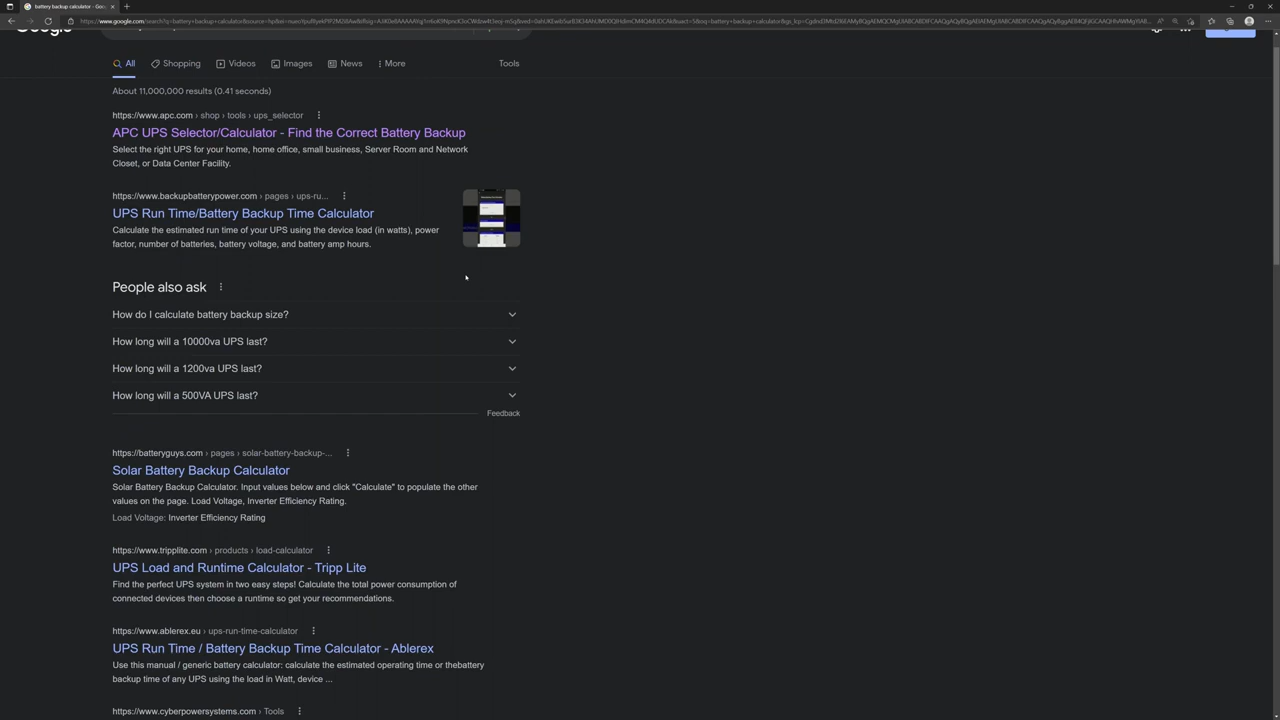 battery backup calculator - Goo
Google
All
Shopping
Videos
Images
News
More
Tools
About 11,000,000 results (0.41 seconds)
https://www.apc.com › shop › tools › ups_selector
APC UPS Selector/Calculator - Find the Correct Battery Backup
Select the right UPS for your home, home office, small business, Server Room and Network
Closet, or Data Center Facility.
https://www.backupbatterypower.com › pages › ups-ru...
UPS Run Time/Battery Backup Time Calculator
Calculate the estimated run time of your UPS using the device load (in watts), power
factor, number of batteries, battery voltage, and battery amp hours.
People also ask
How do I calculate battery backup size?
How long will a 10000va UPS last?
How long will a 1200va UPS last?
How long will a 500VA UPS last?
Feedback
https://batteryguys.com › pages › solar-battery-backup-...
Solar Battery Backup Calculator
Solar Battery Backup Calculator. Input values below and click "Calculate" to populate the other
values on the page. Load Voltage, Inverter Efficiency Rating.
Load Voltage: Inverter Efficiency Rating
https://www.tripplite.com › products › load-calculator
UPS Load and Runtime Calculator - Tripp Lite
Find the perfect UPS system in two easy steps! Calculate the total power consumption of
connected devices then choose a runtime so get your recommendations.
https://www.ablerex.eu › ups-run-time-calculator
UPS Run Time / Battery Backup Time Calculator - Ablerex
Use this manual / generic battery calculator: calculate the estimated operating time or thebattery
backup time of any UPS using the load in Watt, device ...
https://www.cyberpowersystems.com › Tools